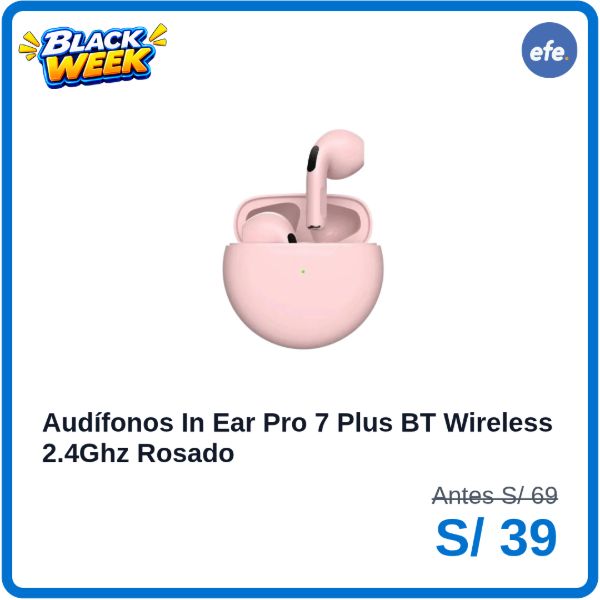 BLACK
WEEK
efe.
Audífonos In Ear Pro 7 Plus BT Wireless
2.4Ghz Rosado
Antes S/ 69
S/ 39